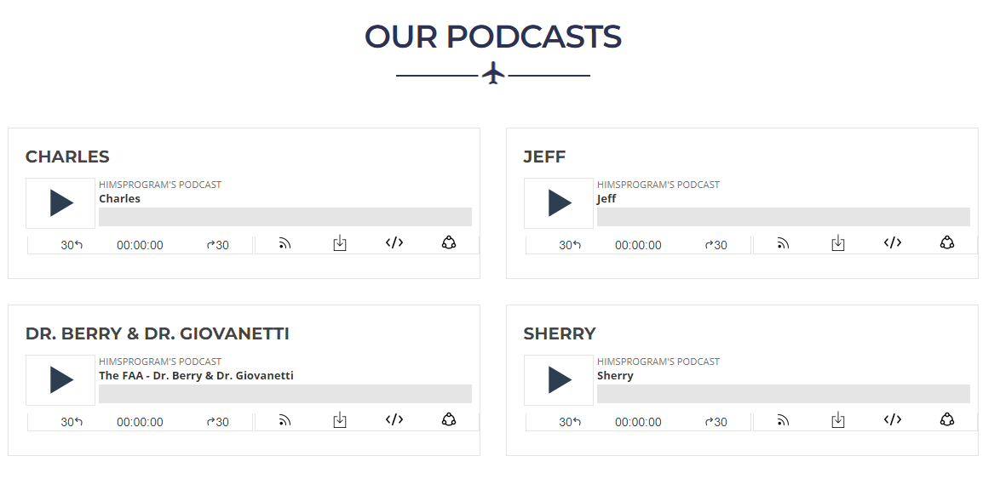 OUR PODCASTS
CHARLES
HIMSPROGRAM'S PODCAST
Charles
30 00:00:00 30 </>
JEFF
HIMSPROGRAM'S PODCAST
Jeff
30 00:00:00 30 </>
DR. BERRY & DR. GIOVANETTI
HIMSPROGRAM'S PODCAST
The FAA - Dr. Berry & Dr. Giovanetti
30 00:00:00 30 </>
SHERRY
HIMSPROGRAM'S PODCAST
Sherry
30 00:00:00 30 </>